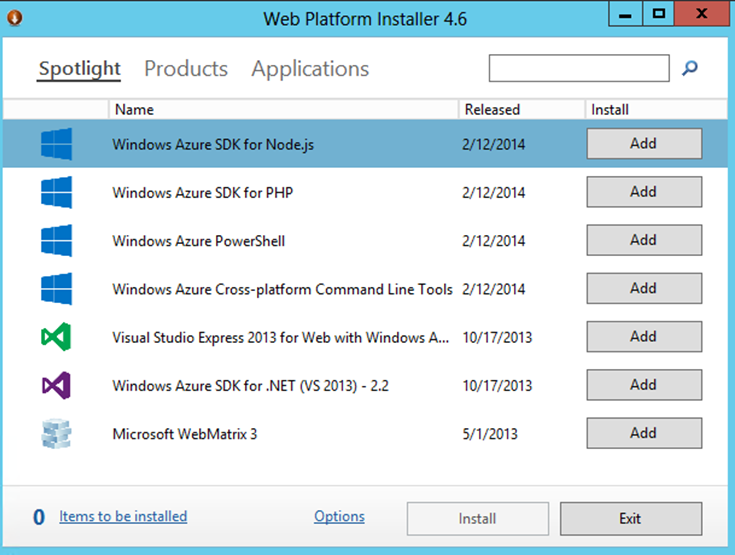 Web Platform Installer 4.6
Spotlight Products Applications
Name Released Install
Windows Azure SDK for Node.js 2/12/2014 Add
Windows Azure SDK for PHP 2/12/2014 Add
Windows Azure PowerShell 2/12/2014 Add
Windows Azure Cross-platform Command Line Tools 2/12/2014 Add
Visual Studio Express 2013 for Web with Windows A... 10/17/2013 Add
Windows Azure SDK for .NET (VS 2013) - 2.2 10/17/2013 Add
Microsoft WebMatrix 3 5/1/2013 Add
0 Items to be installed Options Install Exit